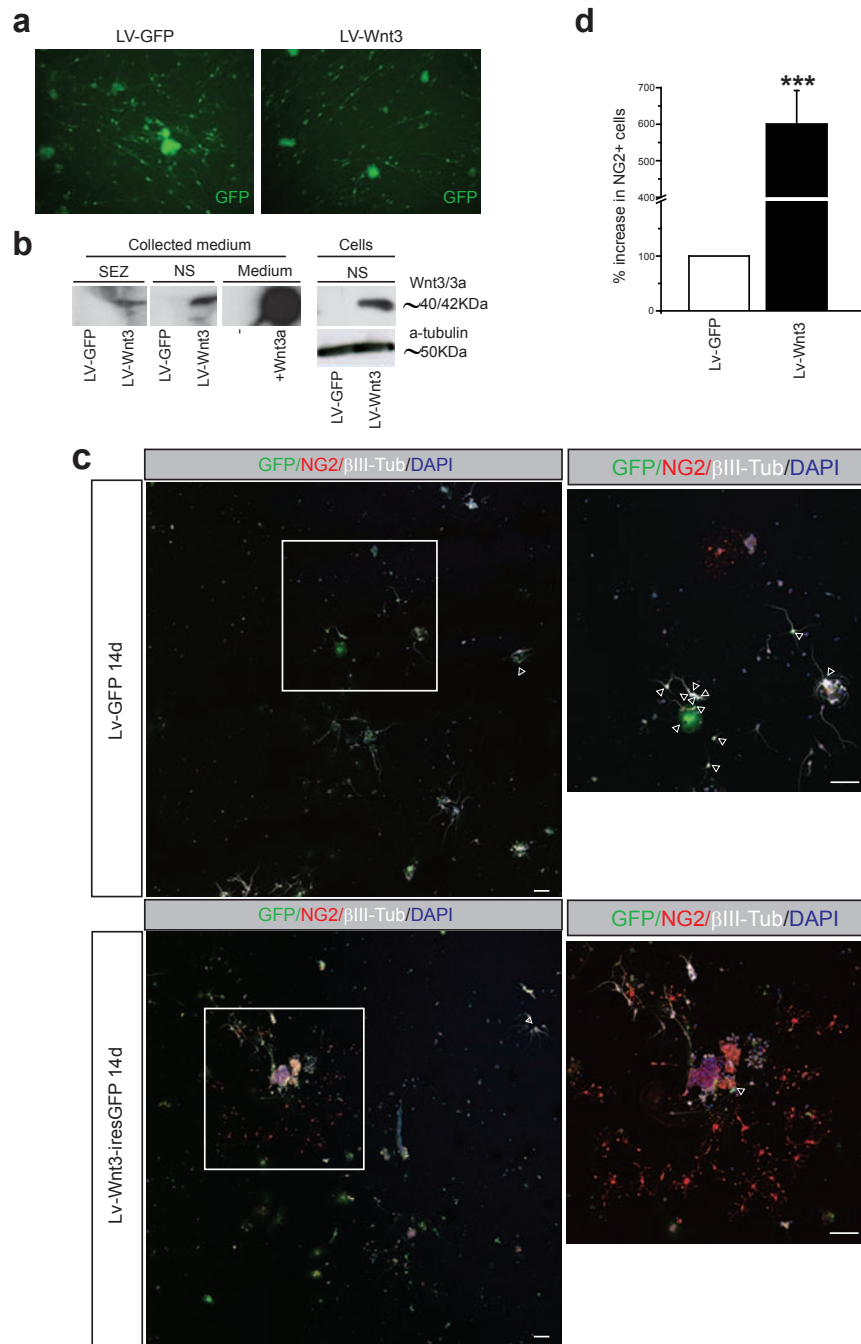 a
LV-GFP
LV-Wnt3
GFP
GFP
b
Collected medium
Cells
SEZ
NS
Medium
NS
Wnt3/3a
~40/42KDa
a-tubulin
~50KDa
LV-GFP
LV-Wnt3
LV-GFP
LV-Wnt3
-
+Wnt3a
LV-GFP
LV-Wnt3
d
% increase in NG2+ cells
700
600
500
400
100
0
***
Lv-GFP
Lv-Wnt3
c
GFP/NG2/βIII-Tub/DAPI
GFP/NG2/βIII-Tub/DAPI
Lv-GFP 14d
GFP/NG2/βIII-Tub/DAPI
GFP/NG2/βIII-Tub/DAPI
Lv-Wnt3-iresGFP 14d